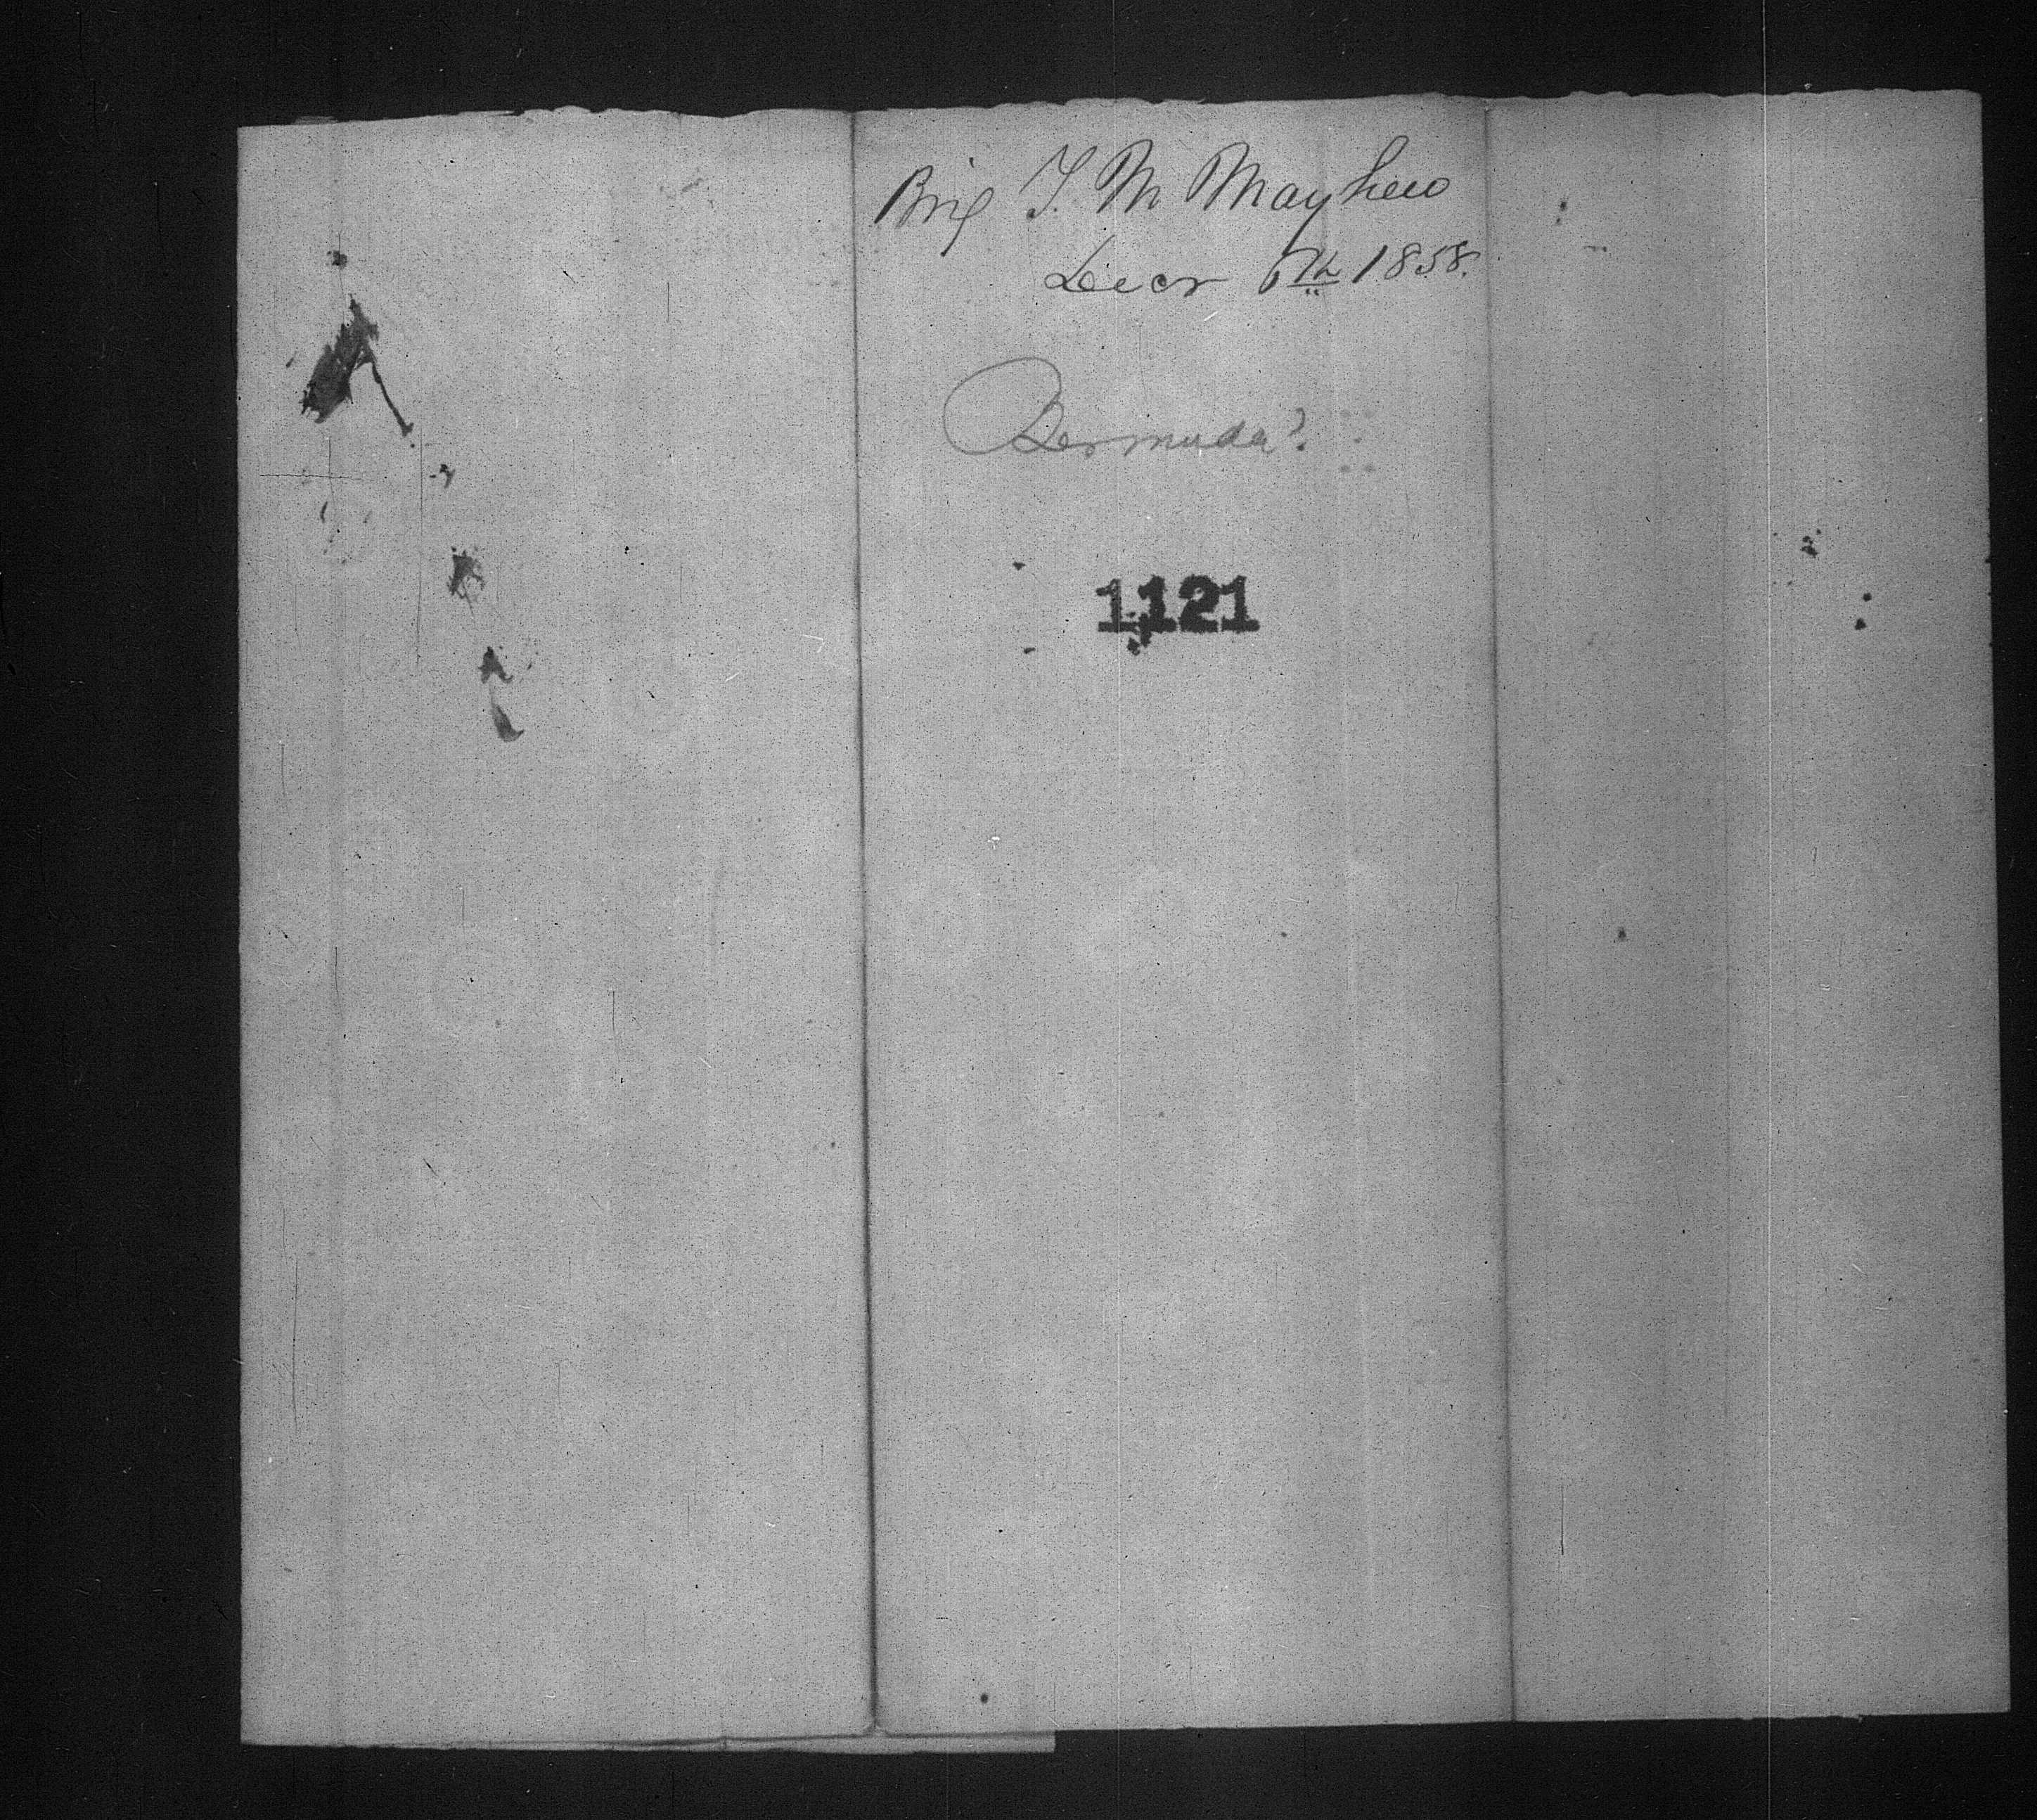 Brig T. M Mayhew
Decr 6th 1858.
Bermuda?
1121